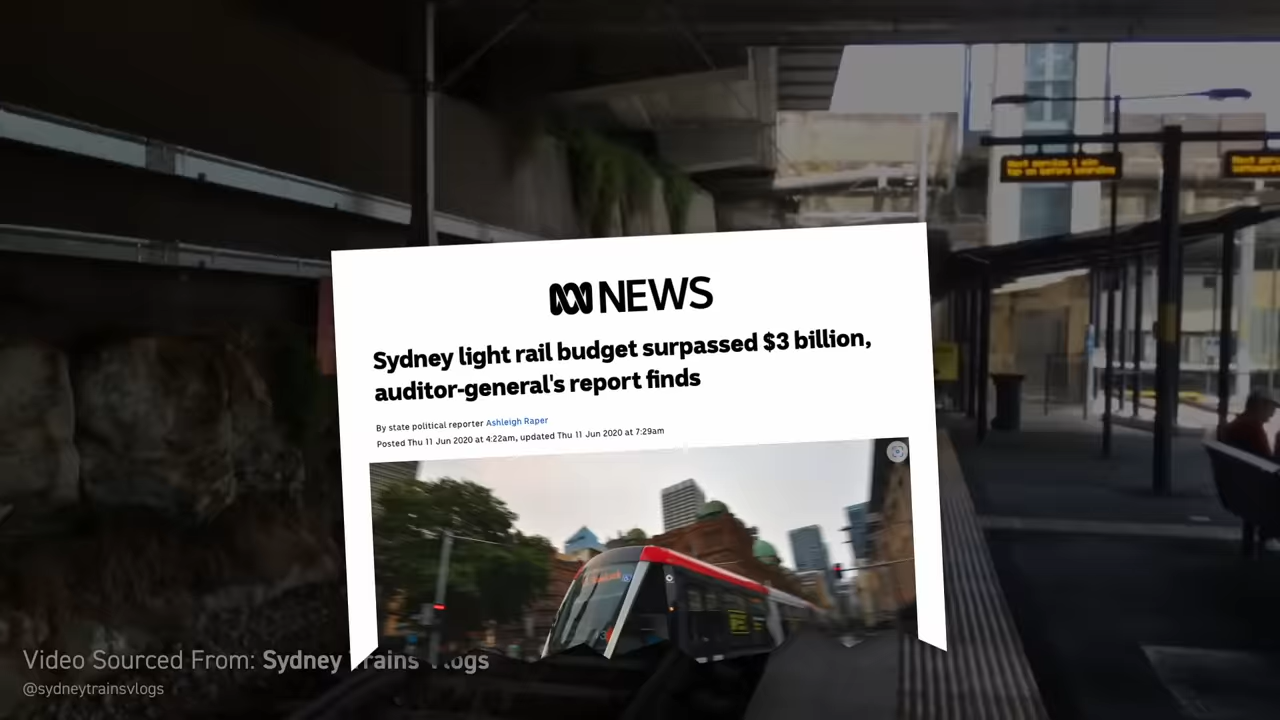 NEWS
Sydney light rail budget surpassed $3 billion,
auditor-general's report finds
By state political reporter Ashleigh Raper
Posted Thu 11 Jun 2020 at 4:22am, updated Thu 11 Jun 2020 at 7:29am
Video Sourced From: Sydney Trains Vlogs
@sydneytrainsvlogs